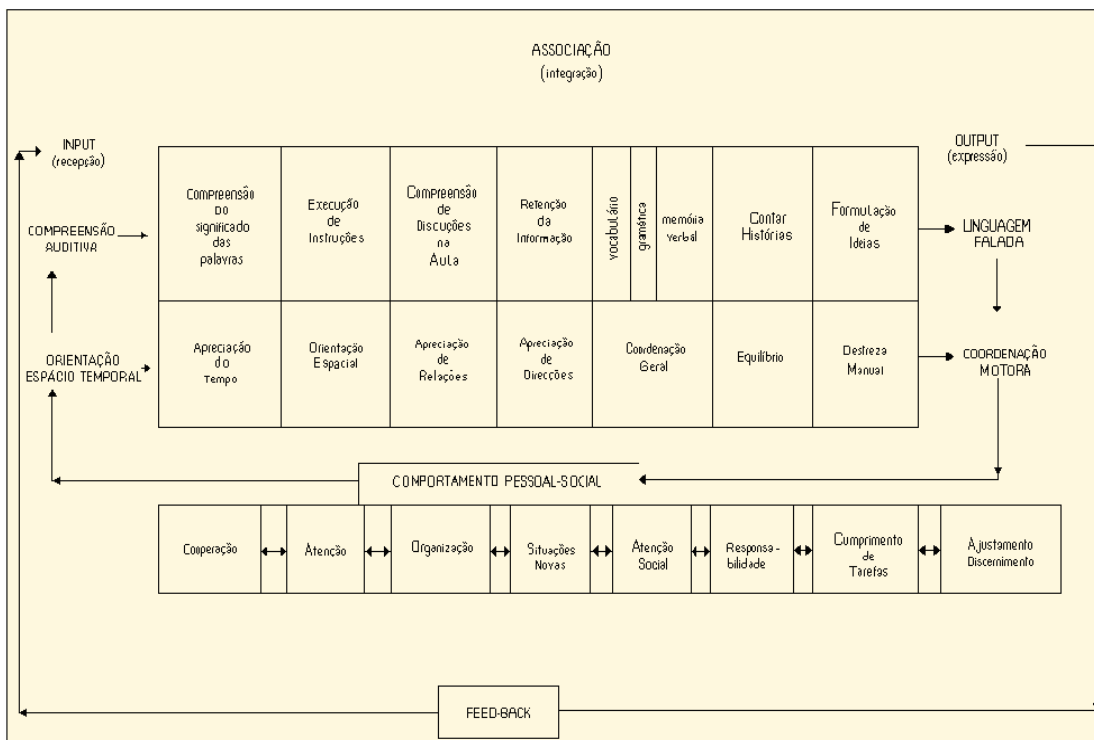 ASSOCIAÇÃO
(integração)
INPUT
(recepção)
OUTPUT
(expressão)
COMPREENSÃO
AUDITIVA
Compreensão
do
significado
das
palavras
Execução
de
Instruções
Compreensão
de
Discuções
na
Aula
Retenção
da
Informação
vocabulário
gramática
memória
verbal
Contar
Histórias
Formulação
de
Ideias
LINGUAGEM
FALADA
ORIENTAÇÃO
ESPÁCIO TEMPORAL
Apreciação
do
Tempo
Orientação
Espacial
Apreciação
de
Relações
Apreciação
de
Direcções
Coordenação
Geral
Equilíbrio
Destreza
Manual
COORDENAÇÃO
MOTORA
COMPORTAMENTO PESSOAL-SOCIAL
Cooperação
Atenção
Organização
Situações
Novas
Atenção
Social
Responsa-
bilidade
Cumprimento
de
Tarefas
Ajustamento
Discernimento
FEED-BACK